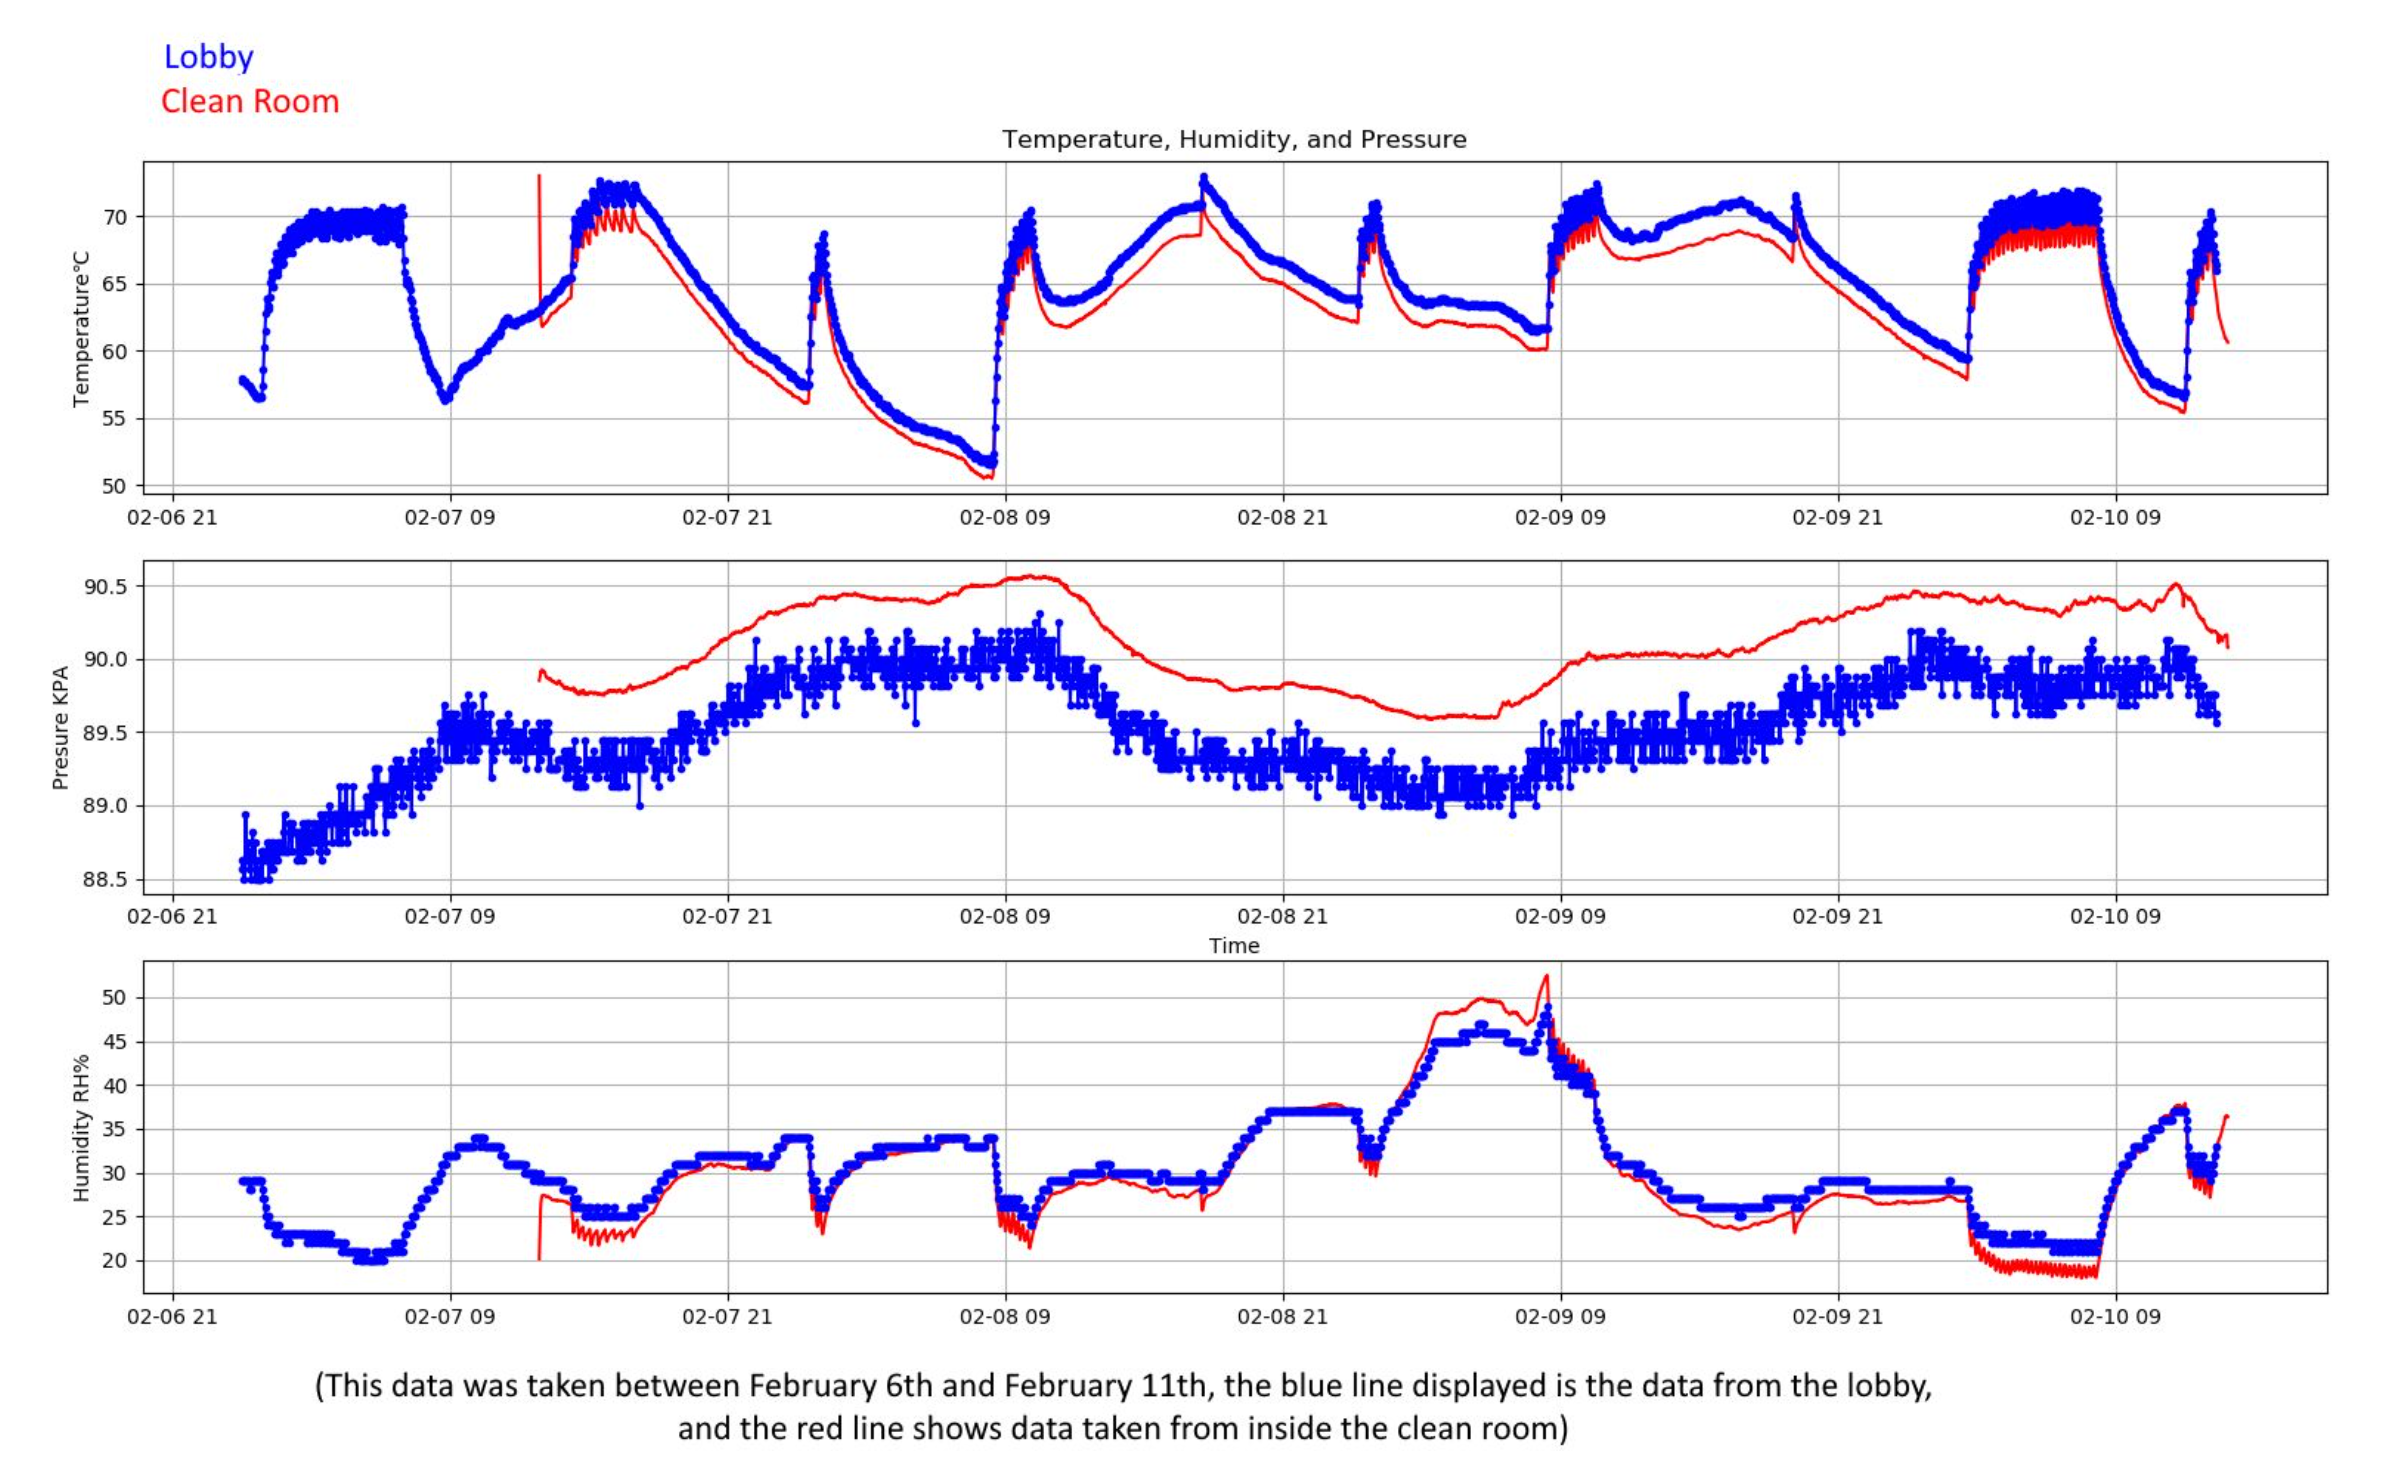 Lobby
Clean Room
Temperature, Humidity, and Pressure
Temperature℃
70
65
60
55
50
02-06 21 02-07 09 02-07 21 02-08 09 02-08 21 02-09 09 02-09 21 02-10 09
Presure KPA
90.5
90.0
89.5
89.0
88.5
02-06 21 02-07 09 02-07 21 02-08 09 02-08 21 02-09 09 02-09 21 02-10 09
Time
Humidity RH%
50
45
40
35
30
25
20
02-06 21 02-07 09 02-07 21 02-08 09 02-08 21 02-09 09 02-09 21 02-10 09
(This data was taken between February 6th and February 11th, the blue line displayed is the data from the lobby,
and the red line shows data taken from inside the clean room)